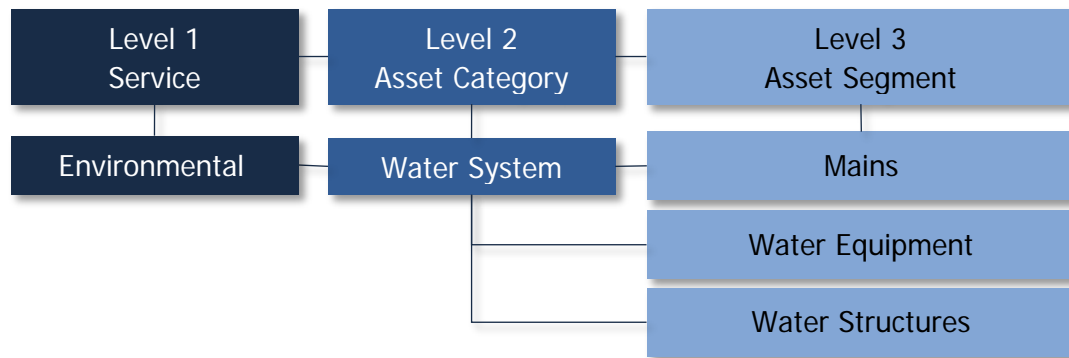 Level 1
Service
Level 2
Asset Category
Level 3
Asset Segment
Environmental
Water System
Mains
Water Equipment
Water Structures